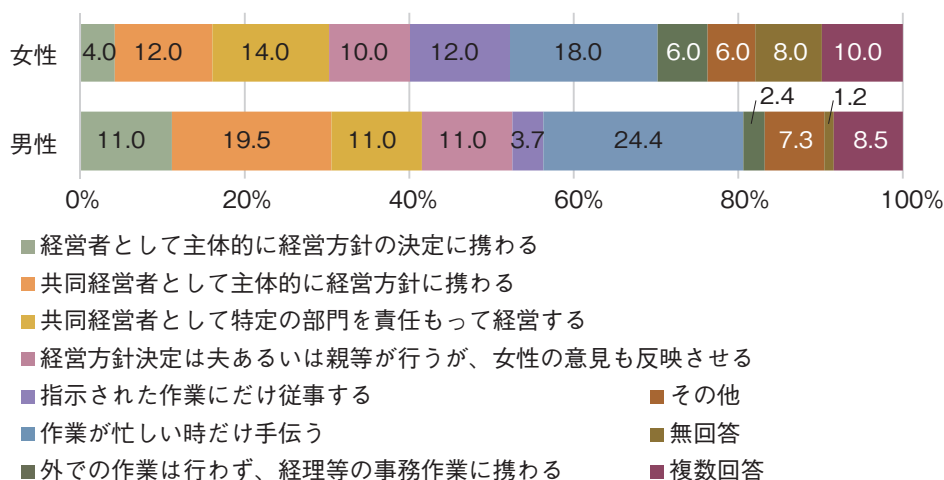 女性 4.0 12.0 14.0 10.0 12.0 18.0 6.0 6.0 8.0 10.0
2.4 1.2
男性 11.0 19.5 11.0 11.0 3.7 24.4 7.3 8.5
0% 20% 40% 60% 80% 100%
経営者として主体的に経営方針の決定に携わる
共同経営者として主体的に経営方針に携わる
共同経営者として特定の部門を責任もって経営する
経営方針決定は夫あるいは親等が行うが、女性の意見も反映させる
指示された作業にだけ従事する その他
作業が忙しい時だけ手伝う 無回答
外での作業は行わず、経理等の事務作業に携わる 複数回答